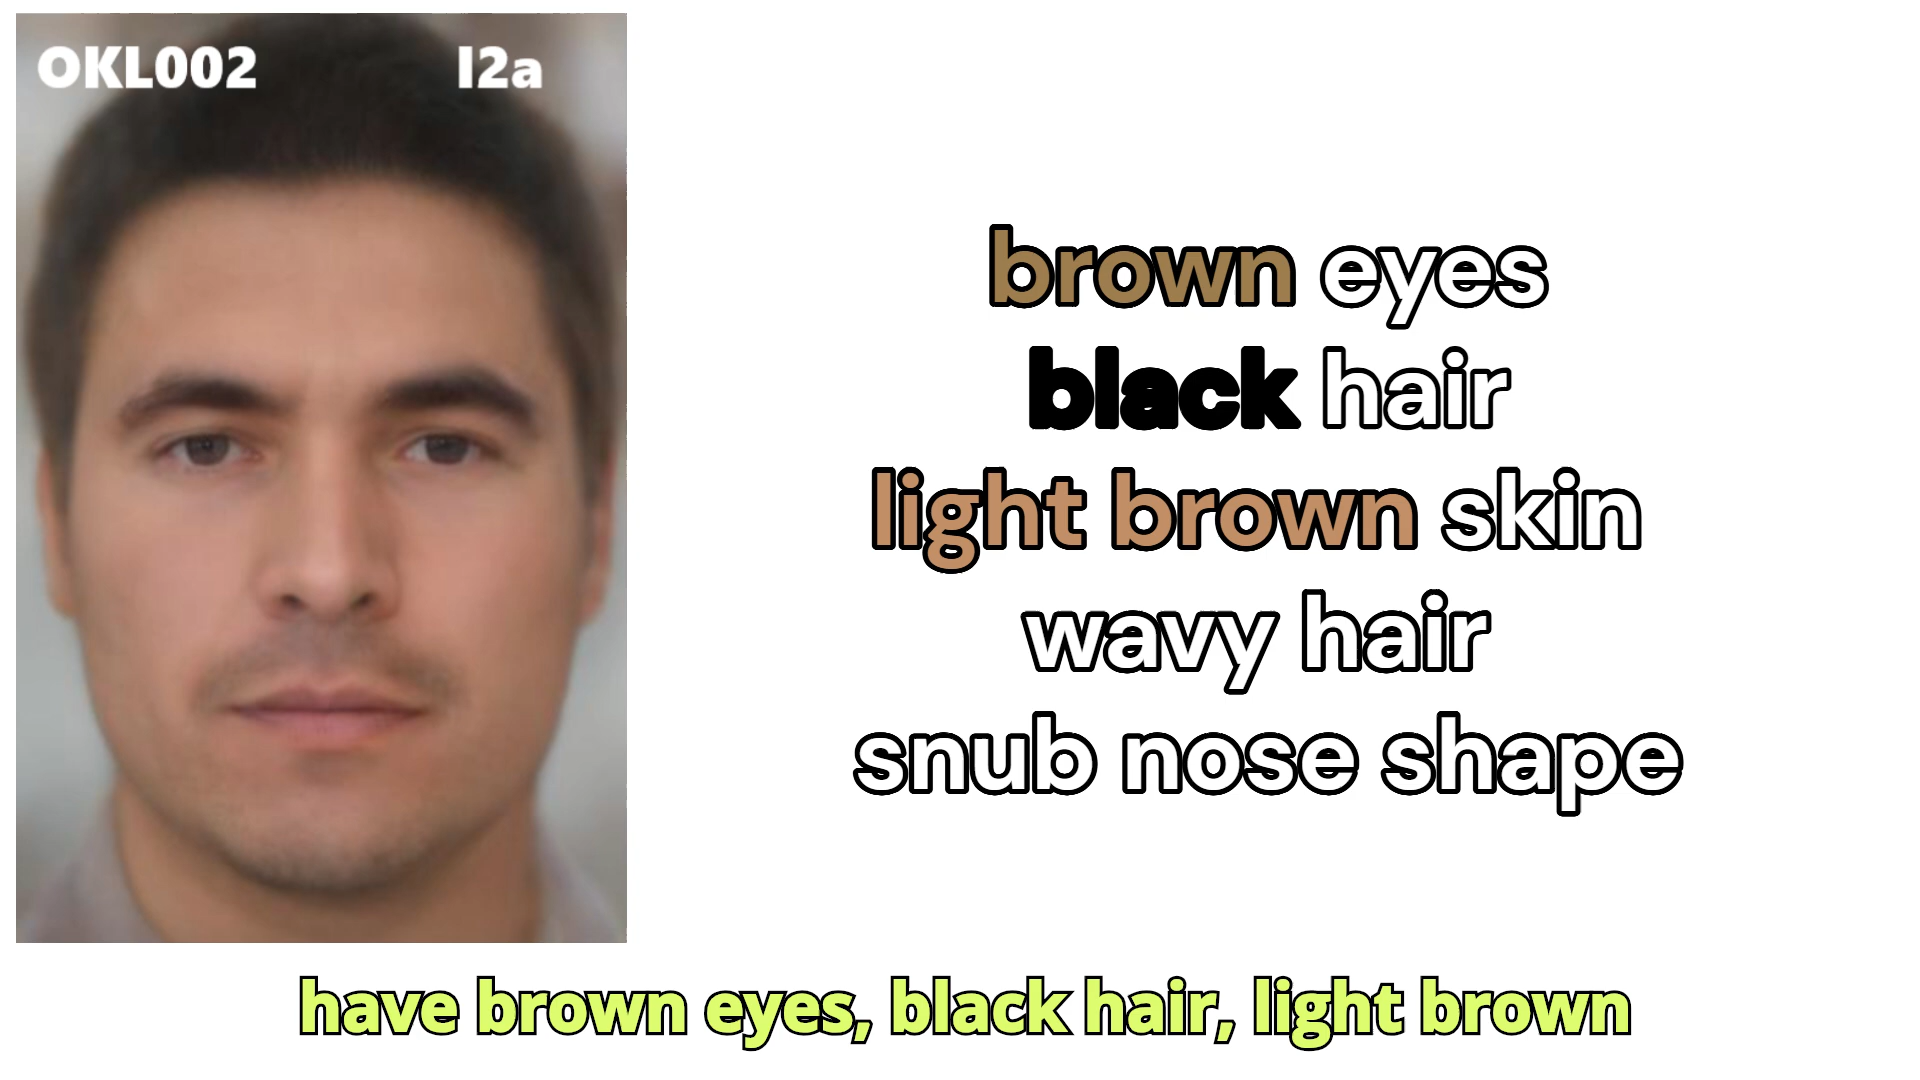 OKL002 I2a
brown eyes
black hair
light brown skin
wavy hair
snub nose shape
have brown eyes, black hair, light brown